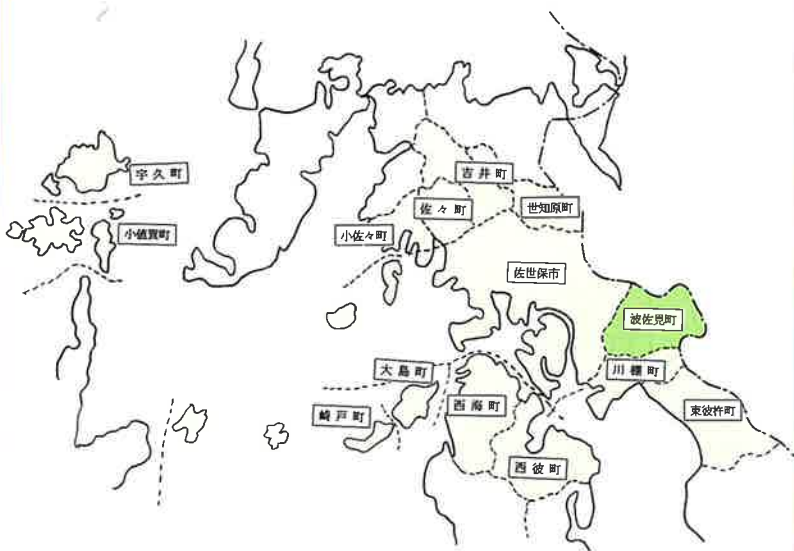 宇久町
吉井町
佐々町
世知原町
小値賀町
小佐々町
佐世保市
波佐見町
大島町
川棚町
西海町
崎戸町
東彼杵町
西彼町